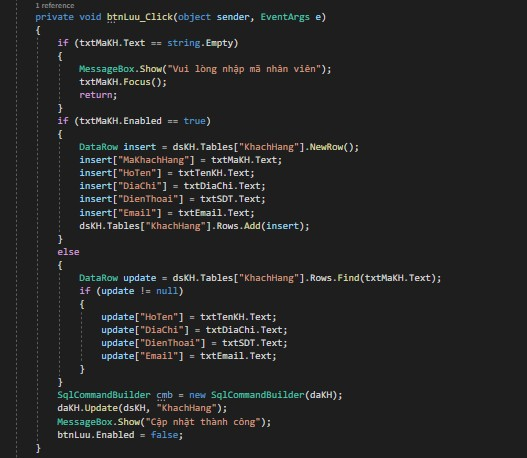 1 reference
private void btnLuu_Click(object sender, EventArgs e)
{
if (txtMaKH.Text == string.Empty)
{
MessageBox.Show("Vui lòng nhập mã nhân viên");
txtMaKH.Focus();
return;
}
if (txtMaKH.Enabled == true)
{
DataRow insert = dsKH.Tables["KhachHang"].NewRow();
insert["MaKhachHang"] = txtMaKH.Text;
insert["HoTen"] = txtTenKH.Text;
insert["DiaChi"] = txtDiaChi.Text;
insert["DienThoai"] = txtSDT.Text;
insert["Email"] = txtEmail.Text;
dsKH.Tables["KhachHang"].Rows.Add(insert);
}
else
{
DataRow update = dsKH.Tables["KhachHang"].Rows.Find(txtMaKH.Text);
if (update != null)
{
update["HoTen"] = txtTenKH.Text;
update["DiaChi"] = txtDiaChi.Text;
update["DienThoai"] = txtSDT.Text;
update["Email"] = txtEmail.Text;
}
}
SqlCommandBuilder cmb = new SqlCommandBuilder(daKH);
daKH.Update(dsKH, "KhachHang");
MessageBox.Show("Cập nhật thành công");
btnLuu.Enabled = false;
}